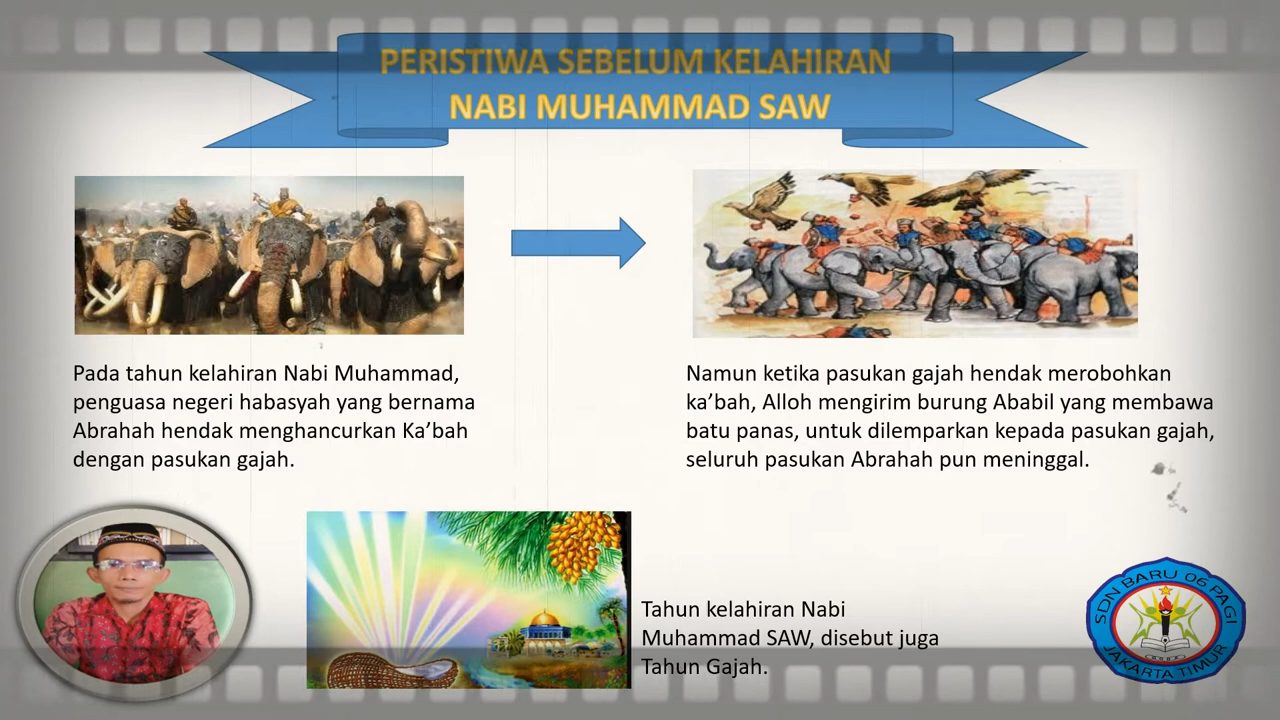 PERISTIWA SEBELUM KELAHIRAN
NABI MUHAMMAD SAW
Pada tahun kelahiran Nabi Muhammad,
penguasa negeri habasyah yang bernama
Abrahah hendak menghancurkan Ka’bah
dengan pasukan gajah.
Namun ketika pasukan gajah hendak merobohkan
ka’bah, Alloh mengirim burung Ababil yang membawa
batu panas, untuk dilemparkan kepada pasukan gajah,
seluruh pasukan Abrahah pun meninggal.
Tahun kelahiran Nabi
Muhammad SAW, disebut juga
Tahun Gajah.
SDN BARU 06 PAGI
JAKARTA TIMUR